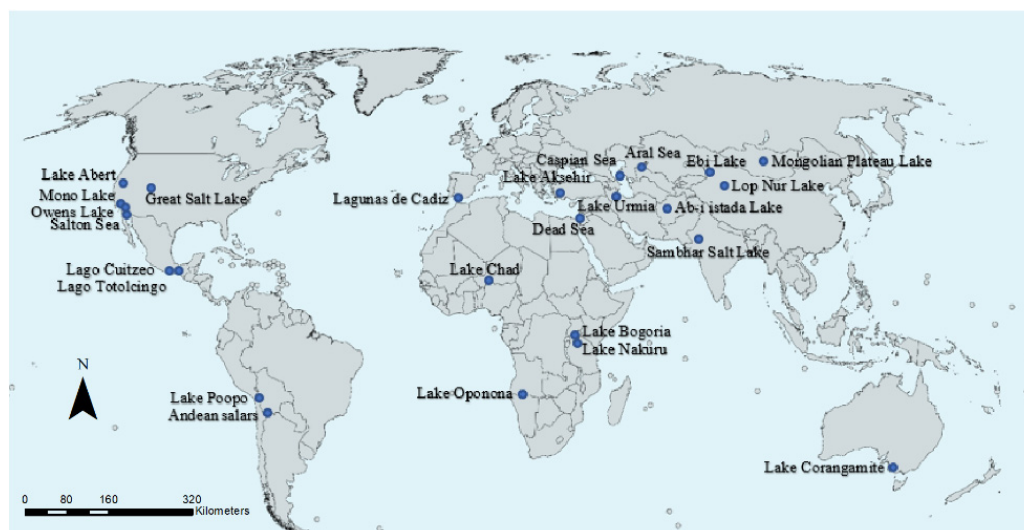 Lake Abert
Mono Lake
Owens Lake
Salton Sea
Great Salt Lake
Lago Cuitzeo
Lago Totolcingo
Lake Poopo
Andean salars
Lagunas de Cadiz
Caspian Sea
Aral Sea
Ebi Lake
Mongolian Plateau Lake
Lake Aksehir
Lop Nur Lake
Lake Urmia
Ab-i istada Lake
Dead Sea
Sambhar Salt Lake
Lake Chad
Lake Bogoria
Lake Nakuru
Lake Oponona
Lake Corangamite
N
0 80 160 320
Kilometers